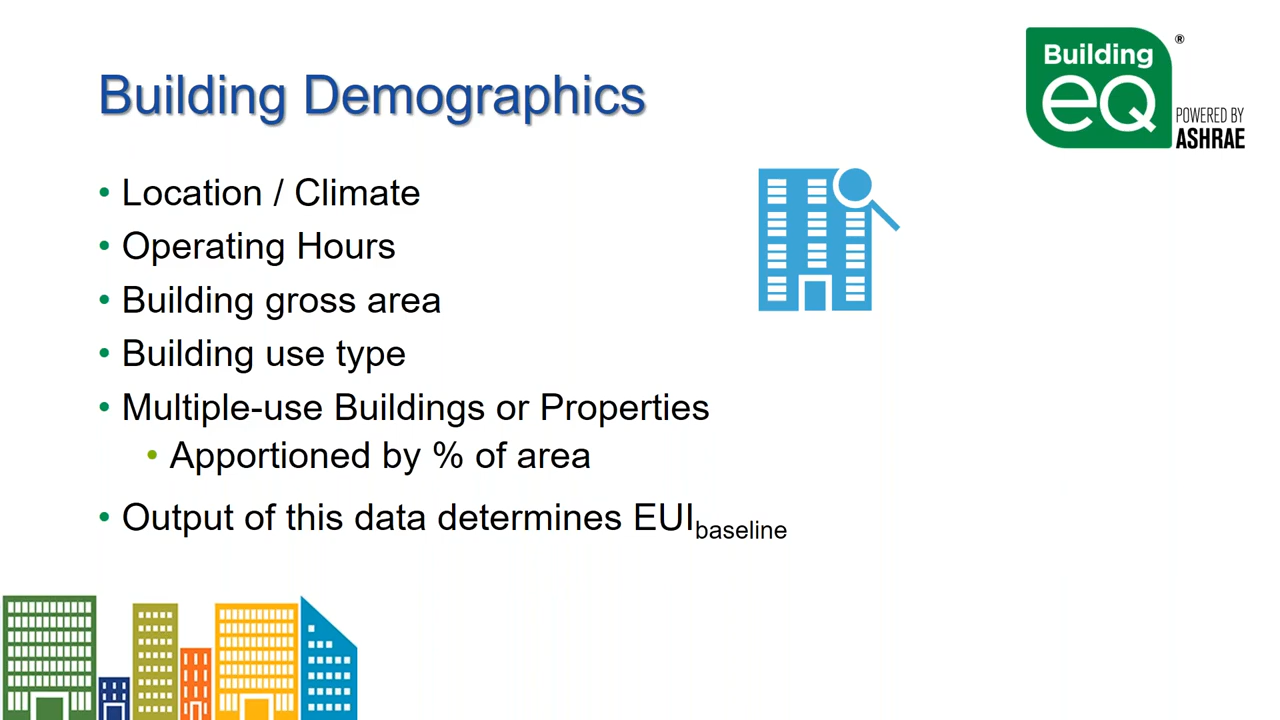 Building Demographics
Building
eQ
®
POWERED BY
ASHRAE
• Location / Climate
• Operating Hours
• Building gross area
• Building use type
• Multiple-use Buildings or Properties
• Apportioned by % of area
• Output of this data determines EUIbaseline